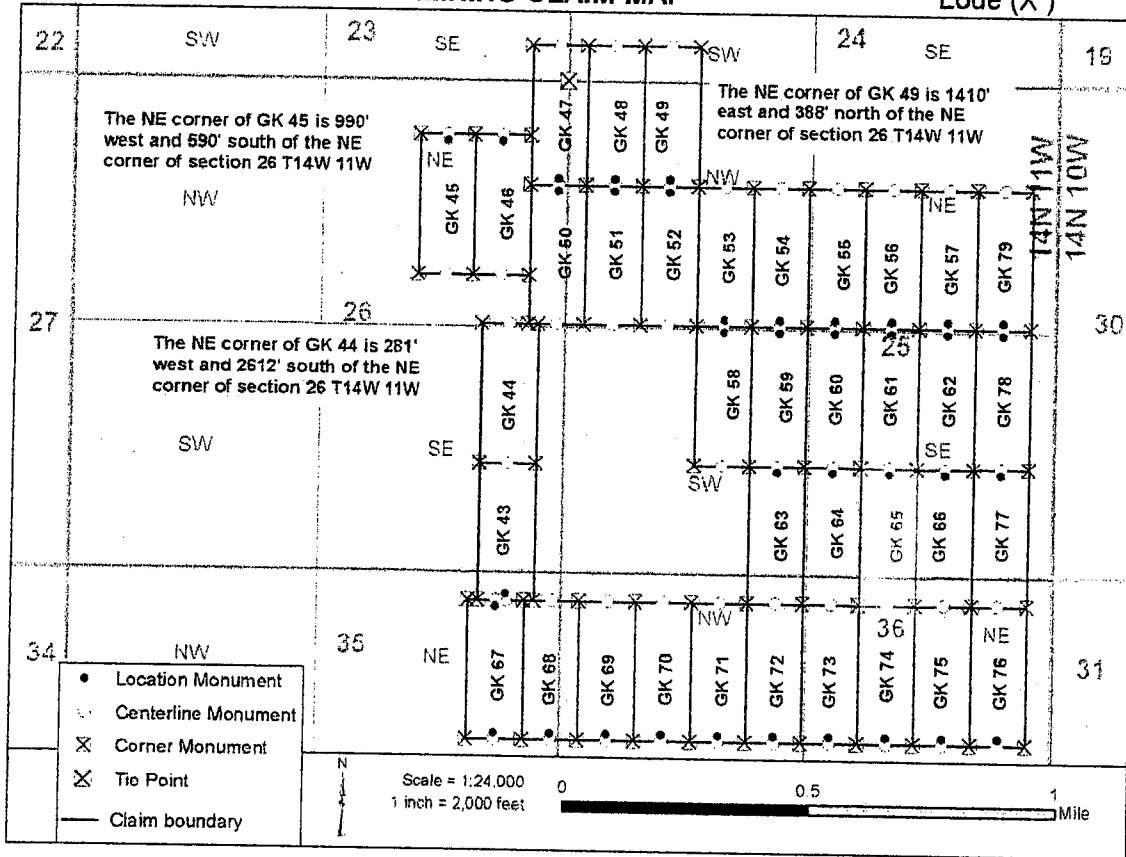 Lode (X )
22
SW
23
SE
SW
24
SE
19
The NE corner of GK 45 is 990'
west and 590' south of the NE
corner of section 26 T14W 11W
The NE corner of GK 49 is 1410'
east and 388' north of the NE
corner of section 26 T14W 11W
GK 47
GK 48
GK 49
NE
NW
NW
NE
14N 11W
14N 10W
GK 45
GK 46
GK 50
GK 51
GK 52
GK 53
GK 54
GK 55
GK 56
GK 57
GK 79
27
26
25
30
The NE corner of GK 44 is 281'
west and 2612' south of the NE
corner of section 26 T14W 11W
GK 44
GK 58
GK 59
GK 60
GK 61
GK 62
GK 78
SW
SE
SW
SE
GK 43
GK 63
GK 64
GK 65
GK 66
GK 77
34
NW
35
NE
NW
36
NE
31
GK 67
GK 68
GK 69
GK 70
GK 71
GK 72
GK 73
GK 74
GK 75
GK 76
Location Monument
Centerline Monument
Corner Monument
Tie Point
Claim boundary
N
Scale = 1:24,000
1 inch = 2,000 feet
0
0.5
1
Mile